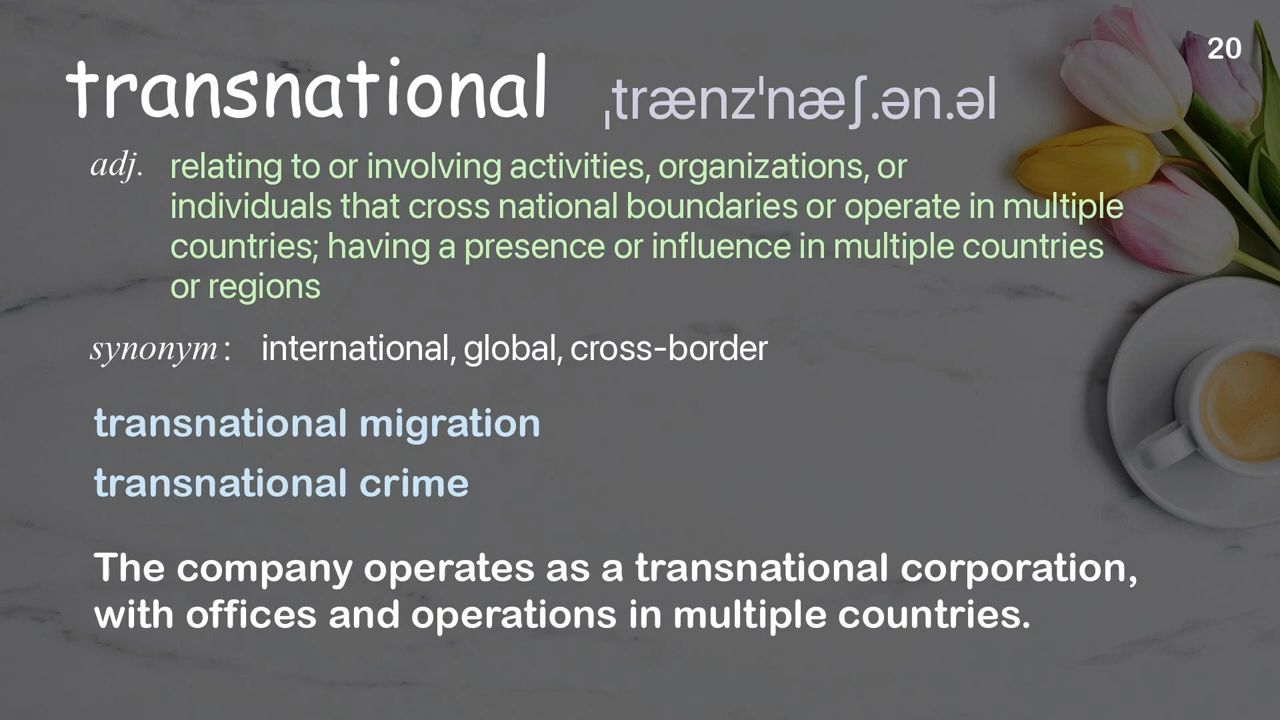 20
transnational ˌtrænzˈnæʃ.ən.əl
adj. relating to or involving activities, organizations, or
individuals that cross national boundaries or operate in multiple
countries; having a presence or influence in multiple countries
or regions
synonym: international, global, cross-border
transnational migration
transnational crime
The company operates as a transnational corporation,
with offices and operations in multiple countries.